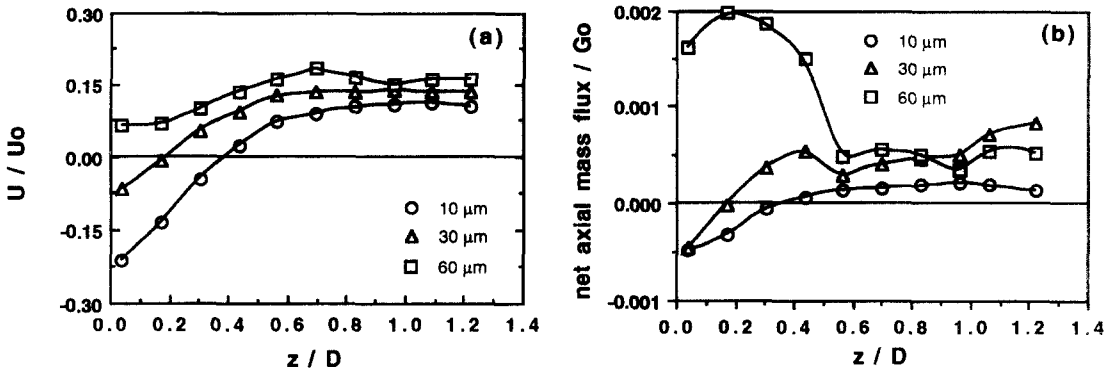 (a)
U / Uo
0.30
0.15
0.00
-0.15
-0.30
10 μm
30 μm
60 μm
0.0 0.2 0.4 0.6 0.8 1.0 1.2 1.4
z / D
(b)
net axial mass flux / Go
0.002
0.001
0.000
-0.001
10 μm
30 μm
60 μm
0.0 0.2 0.4 0.6 0.8 1.0 1.2 1.4
z / D